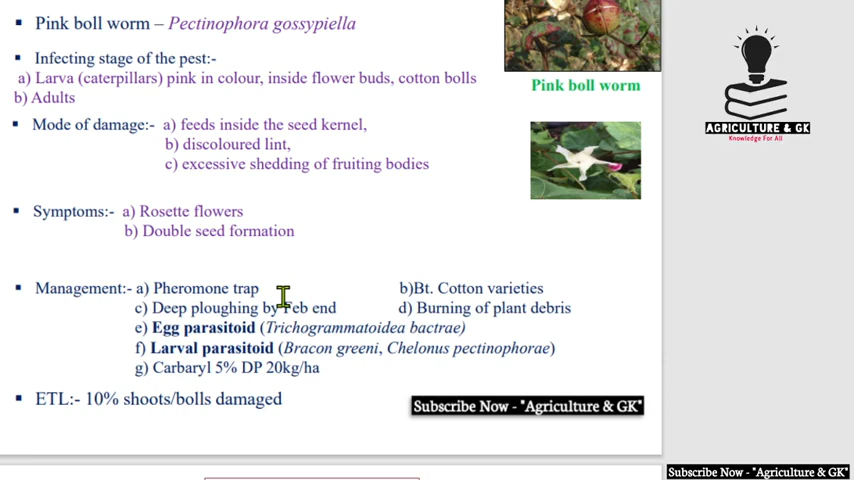 ▪ Pink boll worm – Pectinophora gossypiella
▪ Infecting stage of the pest:-
a) Larva (caterpillars) pink in colour, inside flower buds, cotton bolls
b) Adults
▪ Mode of damage:- a) feeds inside the seed kernel,
b) discoloured lint,
c) excessive shedding of fruiting bodies
▪ Symptoms:- a) Rosette flowers
b) Double seed formation
▪ Management:- a) Pheromone trap b)Bt. Cotton varieties
c) Deep ploughing by Feb end d) Burning of plant debris
e) Egg parasitoid (Trichogrammatoidea bactrae)
f) Larval parasitoid (Bracon greeni, Chelonus pectinophorae)
g) Carbaryl 5% DP 20kg/ha
▪ ETL:- 10% shoots/bolls damaged
Pink boll worm
Subscribe Now - "Agriculture & GK"
AGRICULTURE & GK
Knowledge For All
Subscribe Now - "Agriculture & GK"